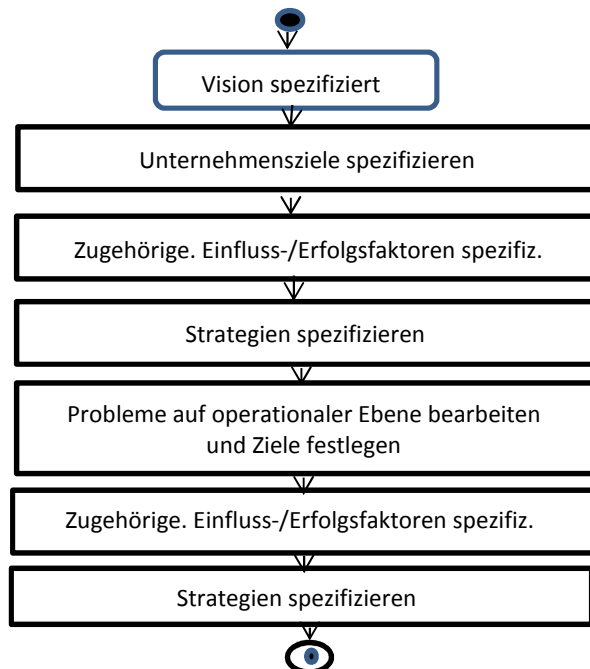 Vision spezifiziert
Unternehmensziele spezifizieren
Zugehörige. Einfluss-/Erfolgsfaktoren spezifiz.
Strategien spezifizieren
Probleme auf operationaler Ebene bearbeiten
und Ziele festlegen
Zugehörige. Einfluss-/Erfolgsfaktoren spezifiz.
Strategien spezifizieren